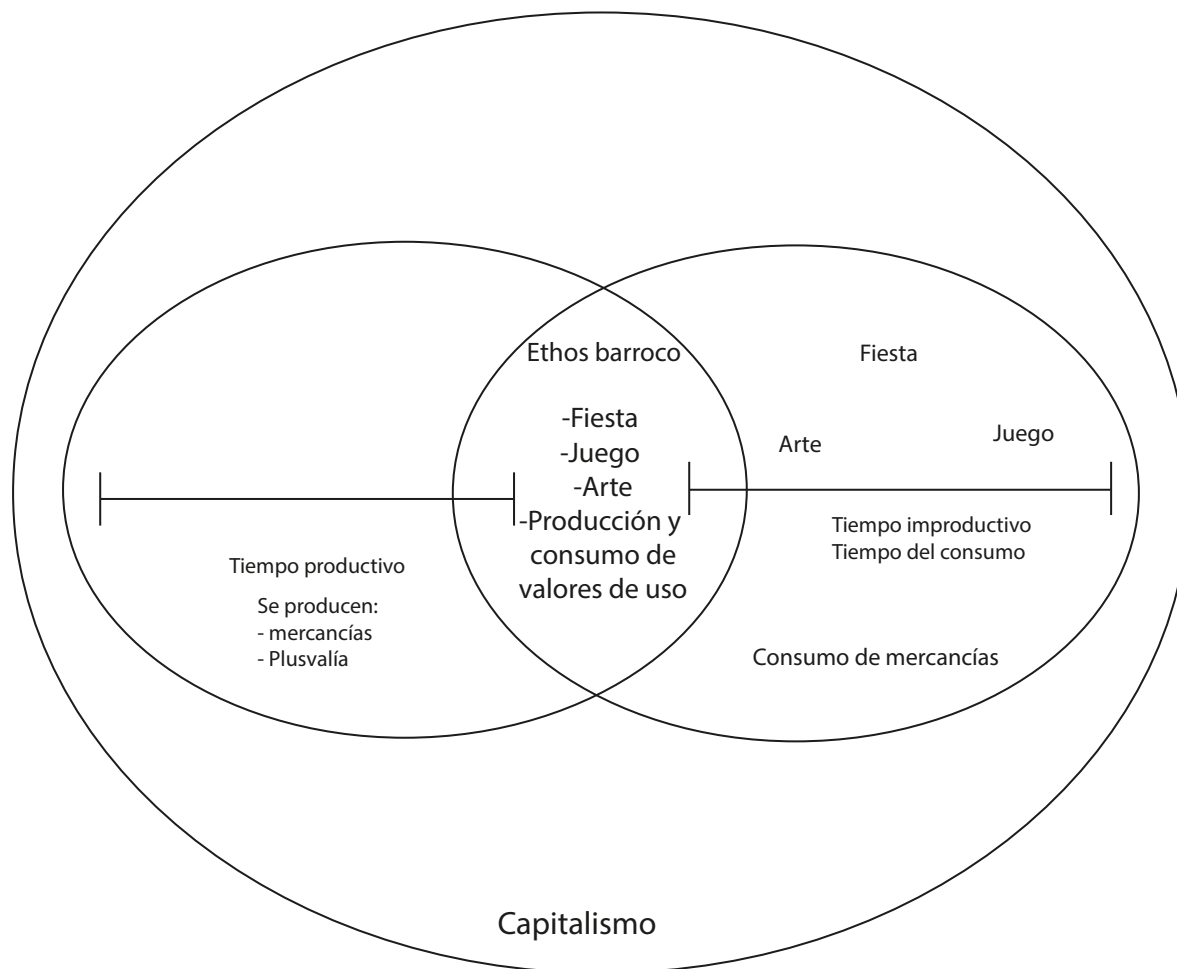 Ethos barroco
-Fiesta
-Juego
-Arte
-Producción y
consumo de
valores de uso
Fiesta
Arte
Juego
Tiempo improductivo
Tiempo del consumo
Consumo de mercancías
Tiempo productivo
Se producen:
- mercancías
- Plusvalía
Capitalismo